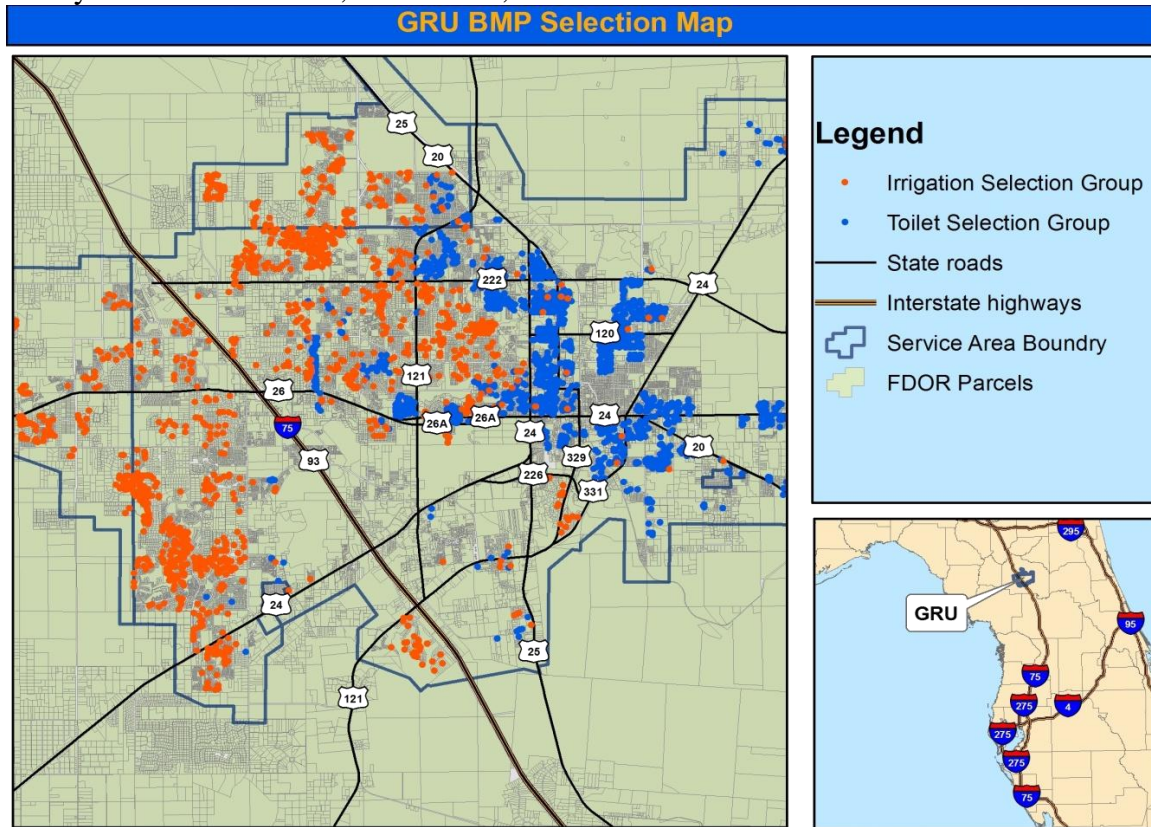 GRU BMP Selection Map
25
20
222
24
120
121
26
26A
26A
24
75
24
329
20
93
226
331
24
25
121
Legend
Irrigation Selection Group
Toilet Selection Group
State roads
Interstate highways
Service Area Boundry
FDOR Parcels
295
GRU
95
75
275
4
275
275
75